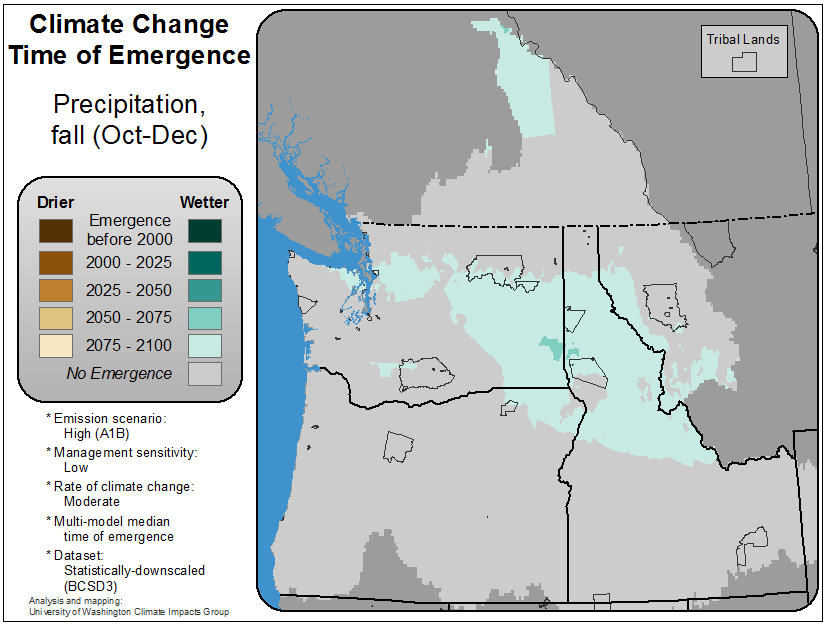 Climate Change
Time of Emergence
Precipitation,
fall (Oct-Dec)
Drier
Wetter
Emergence
before 2000
2000 - 2025
2025 - 2050
2050 - 2075
2075 - 2100
No Emergence
* Emission scenario:
High (A1B)
* Management sensitivity:
Low
* Rate of climate change:
Moderate
* Multi-model median
time of emergence
* Dataset:
Statistically-downscaled
(BCSD3)
Analysis and mapping:
University of Washington Climate Impacts Group
Tribal Lands